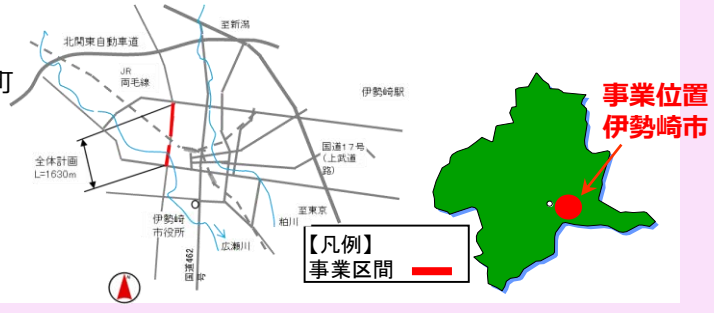 至新潟
北関東自動車道
町
JR
両毛線
伊勢崎駅
事業位置
伊勢崎市
全体計画
L=1630m
国道17号
(上武道
路)
至東京
粕川
伊勢崎
市役所
広瀬川
国道462
号
【凡例】
事業区間